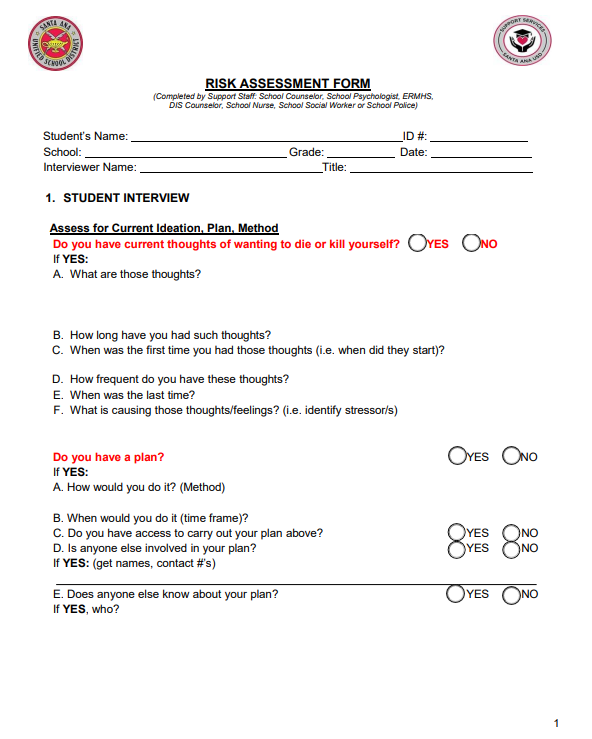 SANTA ANA
UNIFIED SCHOOL DISTRICT
SUPPORT SERVICES
SANTA ANA USD
RISK ASSESSMENT FORM
(Completed by Support Staff: School Counselor, School Psychologist, ERMHS,
DIS Counselor, School Nurse, School Social Worker or School Police)
Student's Name: ID #:
School: Grade: Date:
Interviewer Name: Title:
1. STUDENT INTERVIEW
Assess for Current Ideation, Plan, Method
Do you have current thoughts of wanting to die or kill yourself? YES NO
If YES:
A. What are those thoughts?
B. How long have you had such thoughts?
C. When was the first time you had those thoughts (i.e. when did they start)?
D. How frequent do you have these thoughts?
E. When was the last time?
F. What is causing those thoughts/feelings? (i.e. identify stressor/s)
Do you have a plan? YES NO
If YES:
A. How would you do it? (Method)
B. When would you do it (time frame)?
C. Do you have access to carry out your plan above? YES NO
D. Is anyone else involved in your plan? YES NO
If YES: (get names, contact #'s)
E. Does anyone else know about your plan? YES NO
If YES, who?
1